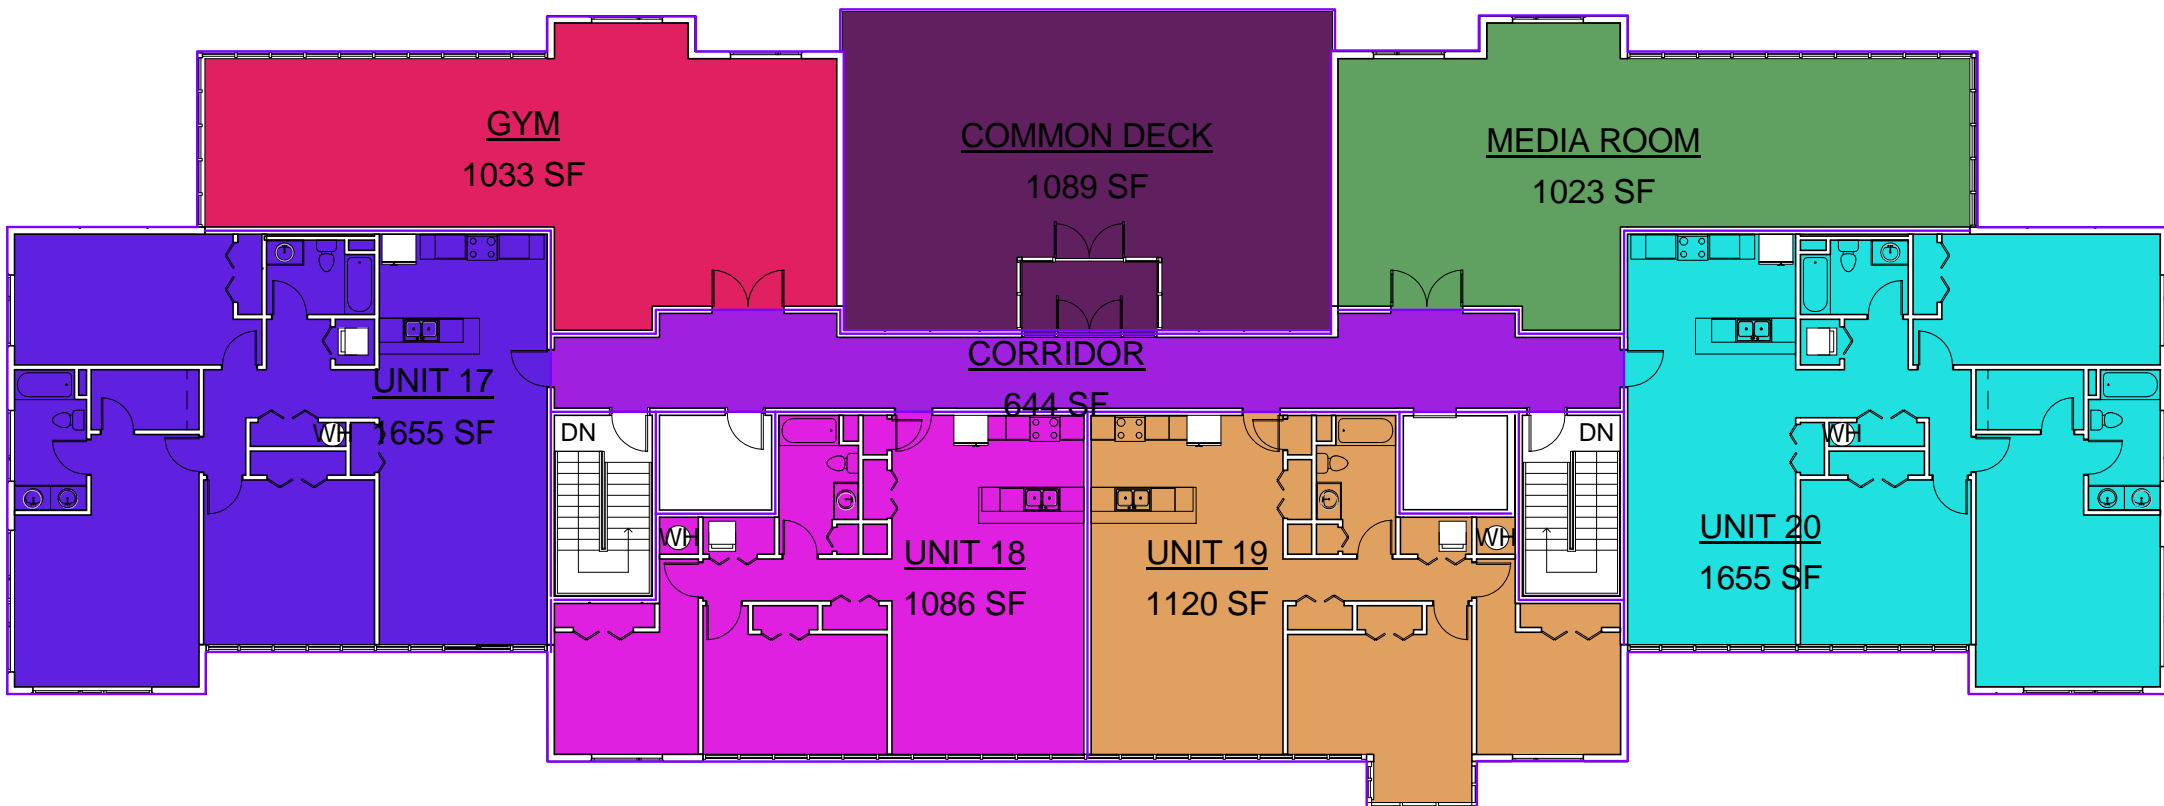 GYM
1033 SF
COMMON DECK
1089 SF
MEDIA ROOM
1023 SF
CORRIDOR
644 SF
UNIT 17
1655 SF
WH
DN
DN
WH
UNIT 18
1086 SF
WH
UNIT 19
1120 SF
WH
UNIT 20
1655 SF
WH